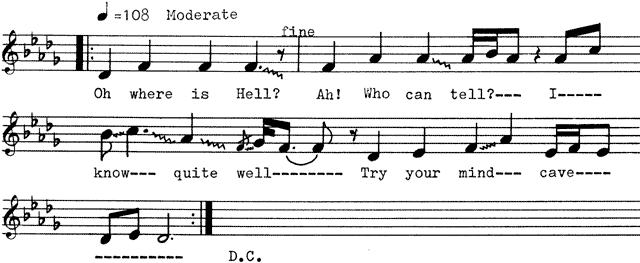 ♩=108 Moderate
fine
Oh where is Hell? Ah! Who can tell?--- I-----
know--- quite well-------- Try your mind--- cave----
---------- D.C.